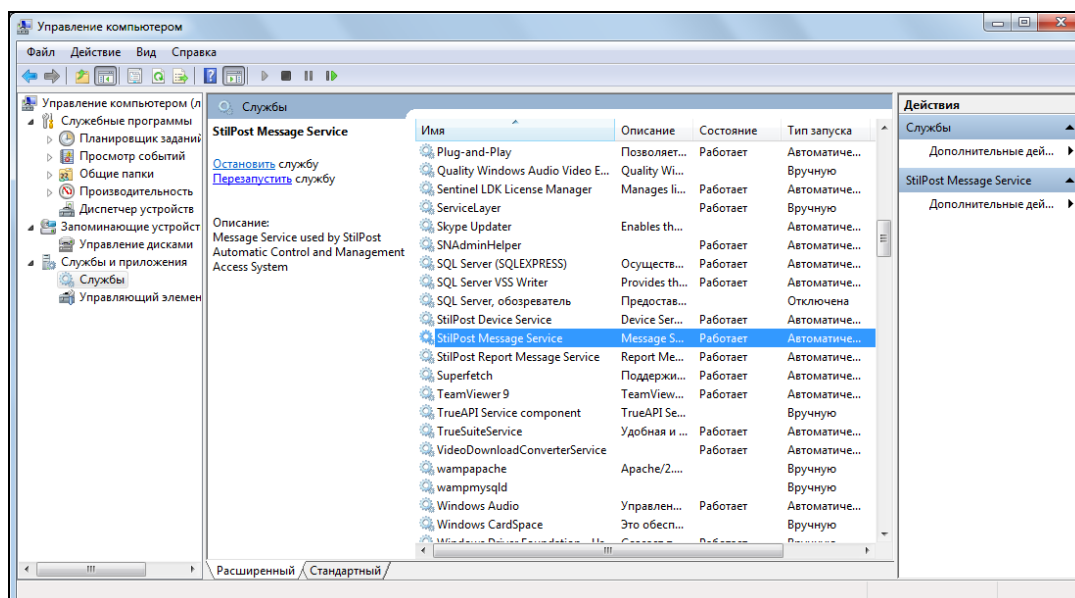 Управление компьютером
Файл Действие Вид Справка
Управление компьютером (л
Служебные программы
Планировщик заданий
Просмотр событий
Общие папки
Производительность
Диспетчер устройств
Запоминающие устройст
Управление дисками
Службы и приложения
Службы
Управляющий элемен
Службы
StilPost Message Service
Остановить службу
Перезапустить службу
Описание:
Message Service used by StilPost
Automatic Control and Management
Access System
Имя Описание Состояние Тип запуска
Plug-and-Play Позволяет... Работает Автоматиче...
Quality Windows Audio Video E... Quality Wi... Вручную
Sentinel LDK License Manager Manages li... Работает Автоматиче...
ServiceLayer Работает Вручную
Skype Updater Enables th... Автоматиче...
SNAdminHelper Работает Автоматиче...
SQL Server (SQLEXPRESS) Осуществ... Работает Автоматиче...
SQL Server VSS Writer Provides th... Работает Автоматиче...
SQL Server, обозреватель Предостав... Отключена
StilPost Device Service Device Ser... Работает Автоматиче...
StilPost Message Service Message S... Работает Автоматиче...
StilPost Report Message Service Report Me... Работает Автоматиче...
Superfetch Поддержи... Работает Автоматиче...
TeamViewer 9 TeamView... Работает Автоматиче...
TrueAPI Service component TrueAPI Se... Вручную
TrueSuiteService Удобная и ... Работает Автоматиче...
VideoDownloadConverterService Работает Автоматиче...
wampapache Apache/2.... Вручную
wampmysqld Вручную
Windows Audio Управлен... Работает Автоматиче...
Windows CardSpace Это обесп... Вручную
Расширенный Стандартный
Действия
Службы
Дополнительные дей...
StilPost Message Service
Дополнительные дей...